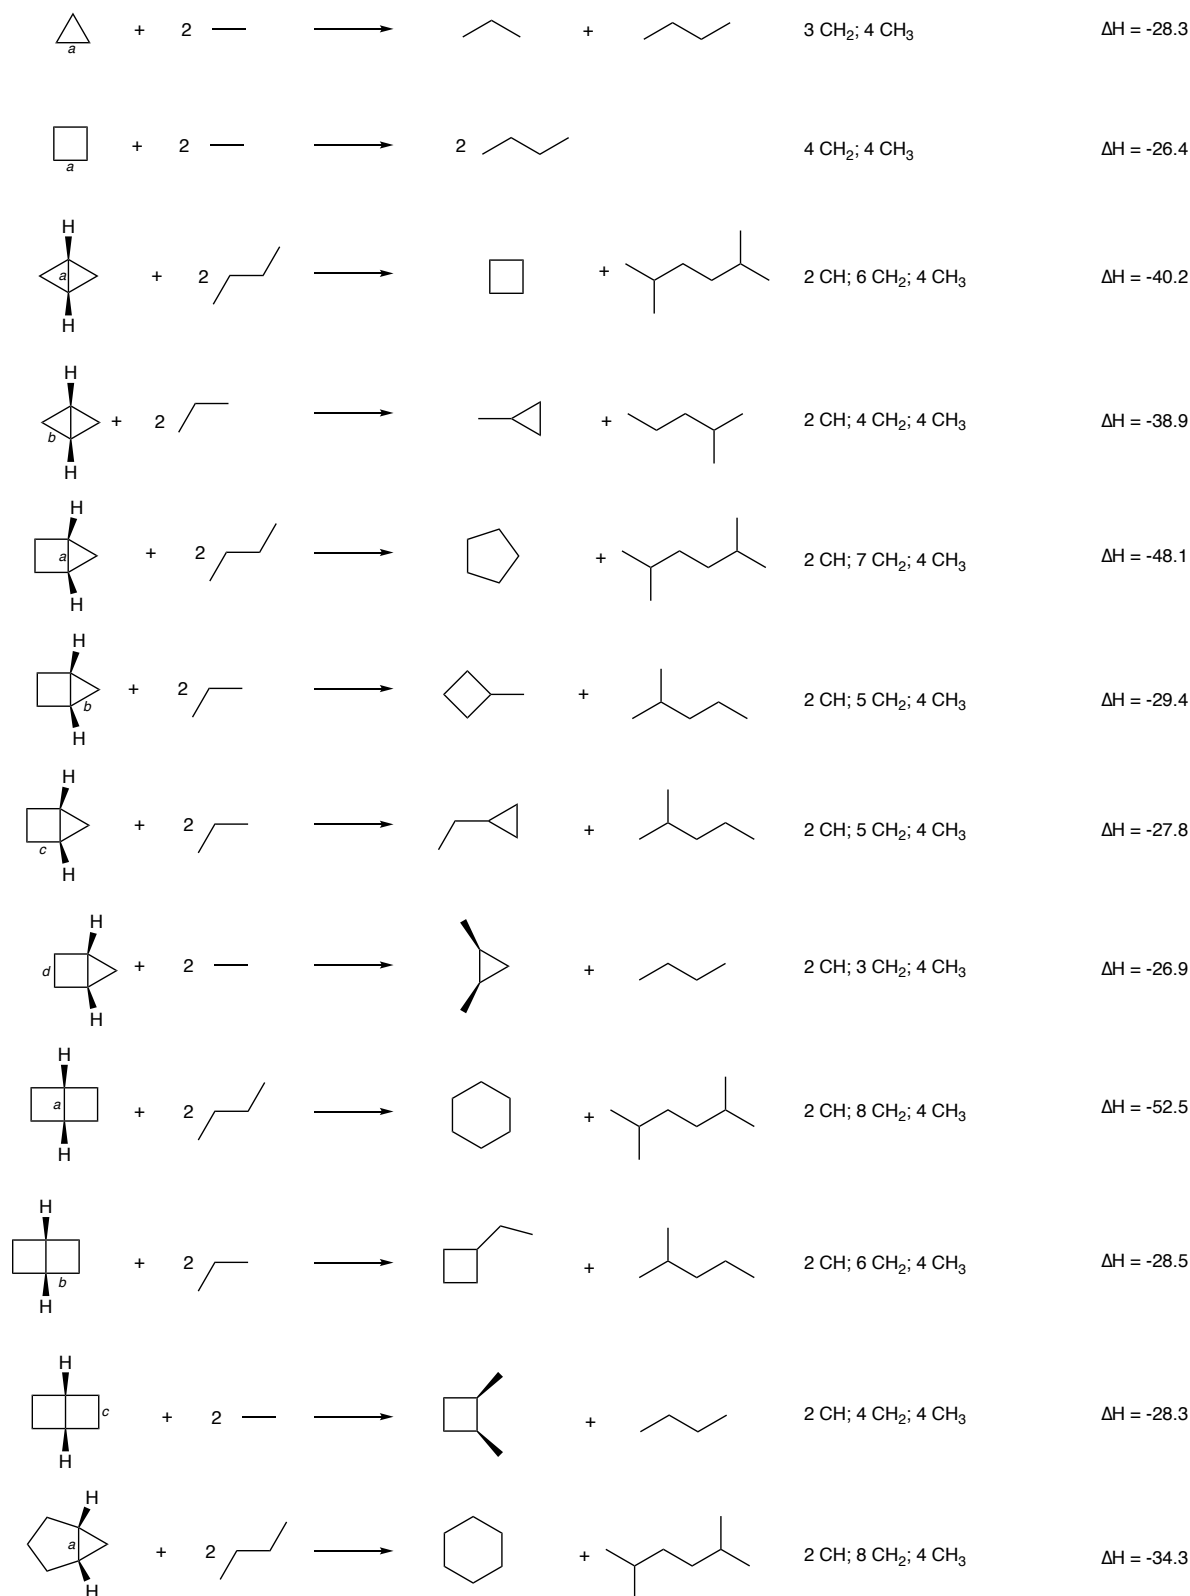 + 2 + 3 CH₂; 4 CH₃ ΔH = -28.3
a
+ 2 2 4 CH₂; 4 CH₃ ΔH = -26.4
a
H
a + 2 + 2 CH; 6 CH₂; 4 CH₃ ΔH = -40.2
H
H
+ 2 + 2 CH; 4 CH₂; 4 CH₃ ΔH = -38.9
b
H
H
a + 2 + 2 CH; 7 CH₂; 4 CH₃ ΔH = -48.1
H
H
+ 2 + 2 CH; 5 CH₂; 4 CH₃ ΔH = -29.4
b
H
H
+ 2 + 2 CH; 5 CH₂; 4 CH₃ ΔH = -27.8
c
H
H
d + 2 + 2 CH; 3 CH₂; 4 CH₃ ΔH = -26.9
H
H
a + 2 + 2 CH; 8 CH₂; 4 CH₃ ΔH = -52.5
H
H
+ 2 + 2 CH; 6 CH₂; 4 CH₃ ΔH = -28.5
b
H
H
c + 2 + 2 CH; 4 CH₂; 4 CH₃ ΔH = -28.3
H
H
a + 2 + 2 CH; 8 CH₂; 4 CH₃ ΔH = -34.3
H